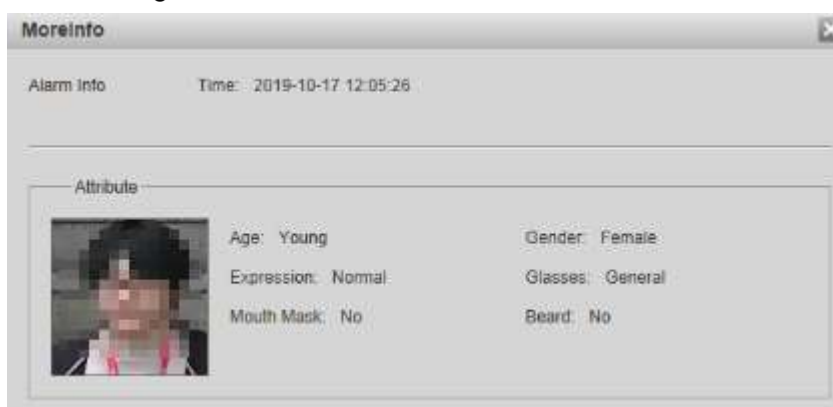 MoreInfo
Alarm Info Time: 2019-10-17 12:05:26
Attribute
Age: Young Gender: Female
Expression: Normal Glasses: General
Mouth Mask: No Beard: No